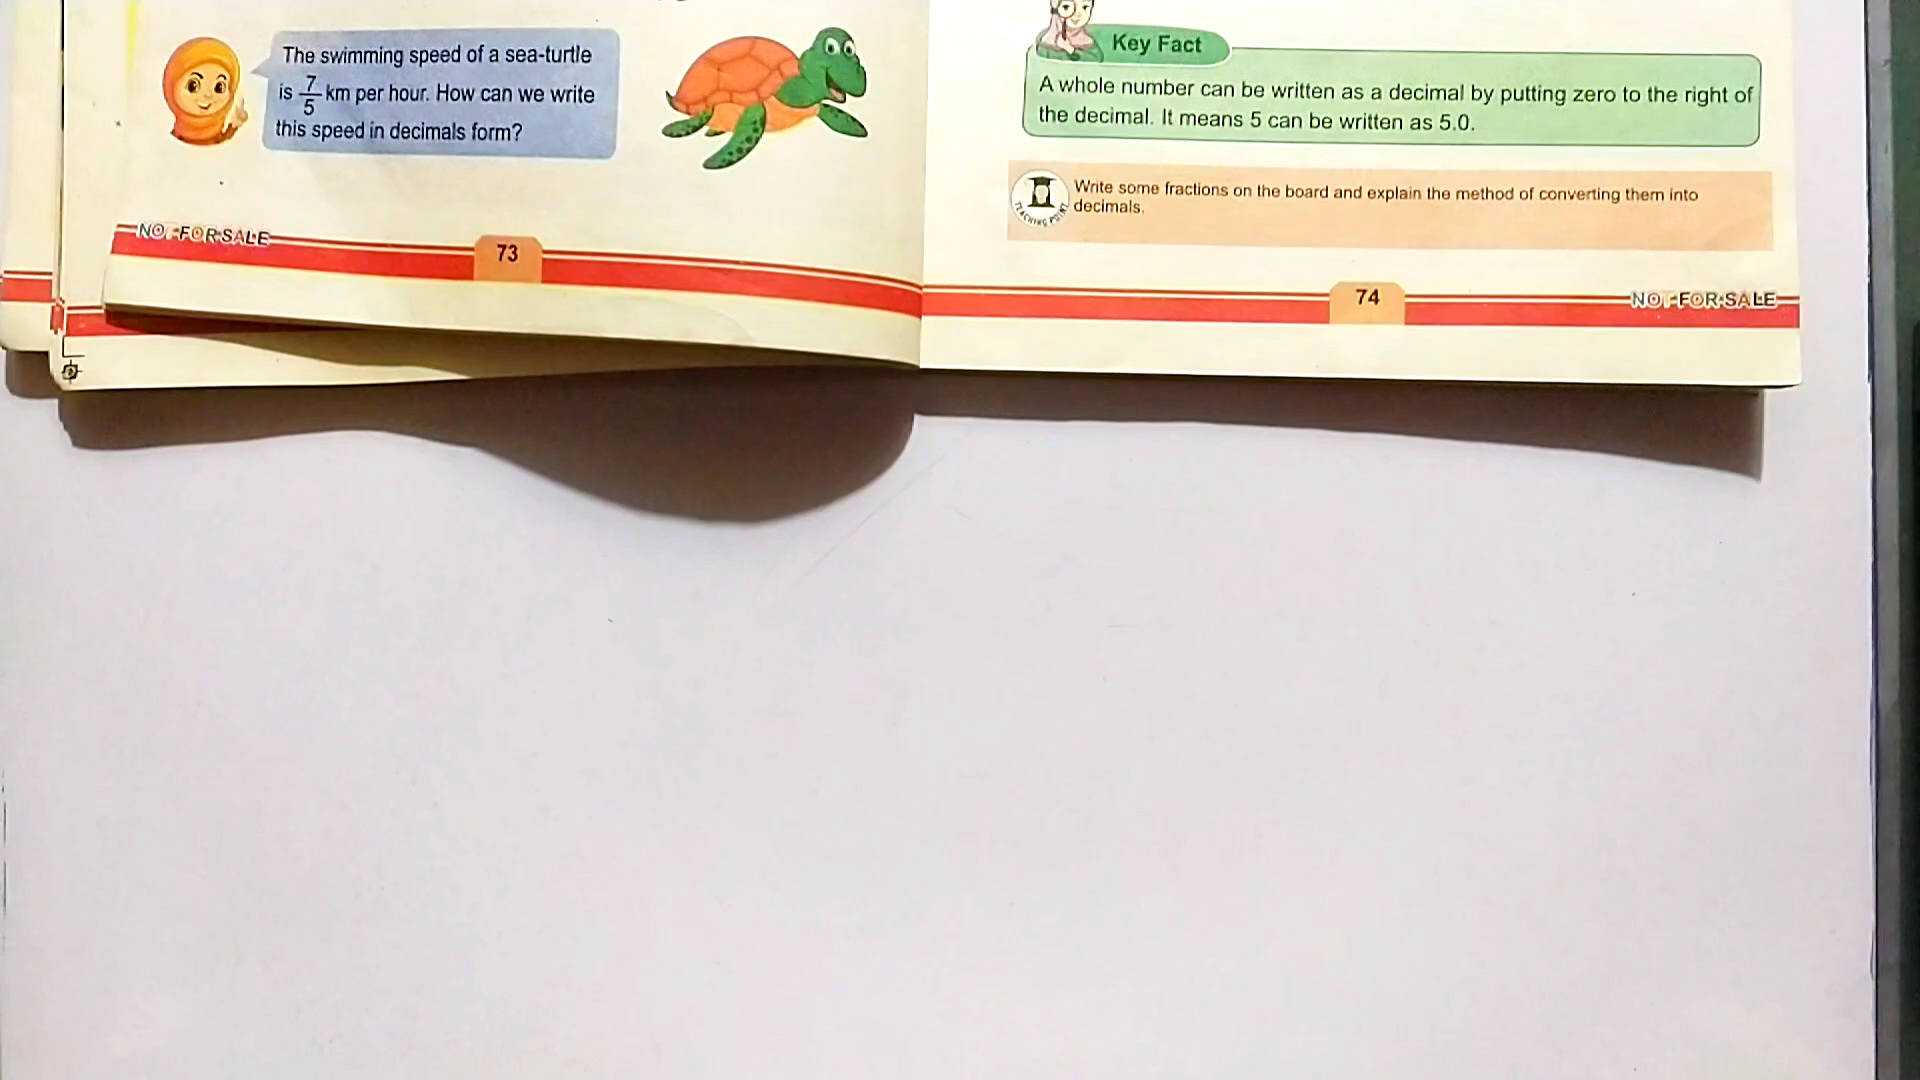 The swimming speed of a sea-turtle
is 7/5 km per hour. How can we write
this speed in decimals form?
NOT FOR SALE
73
Key Fact
A whole number can be written as a decimal by putting zero to the right of
the decimal. It means 5 can be written as 5.0.
TEACHING POINT
Write some fractions on the board and explain the method of converting them into
decimals.
74
NOT FOR SALE